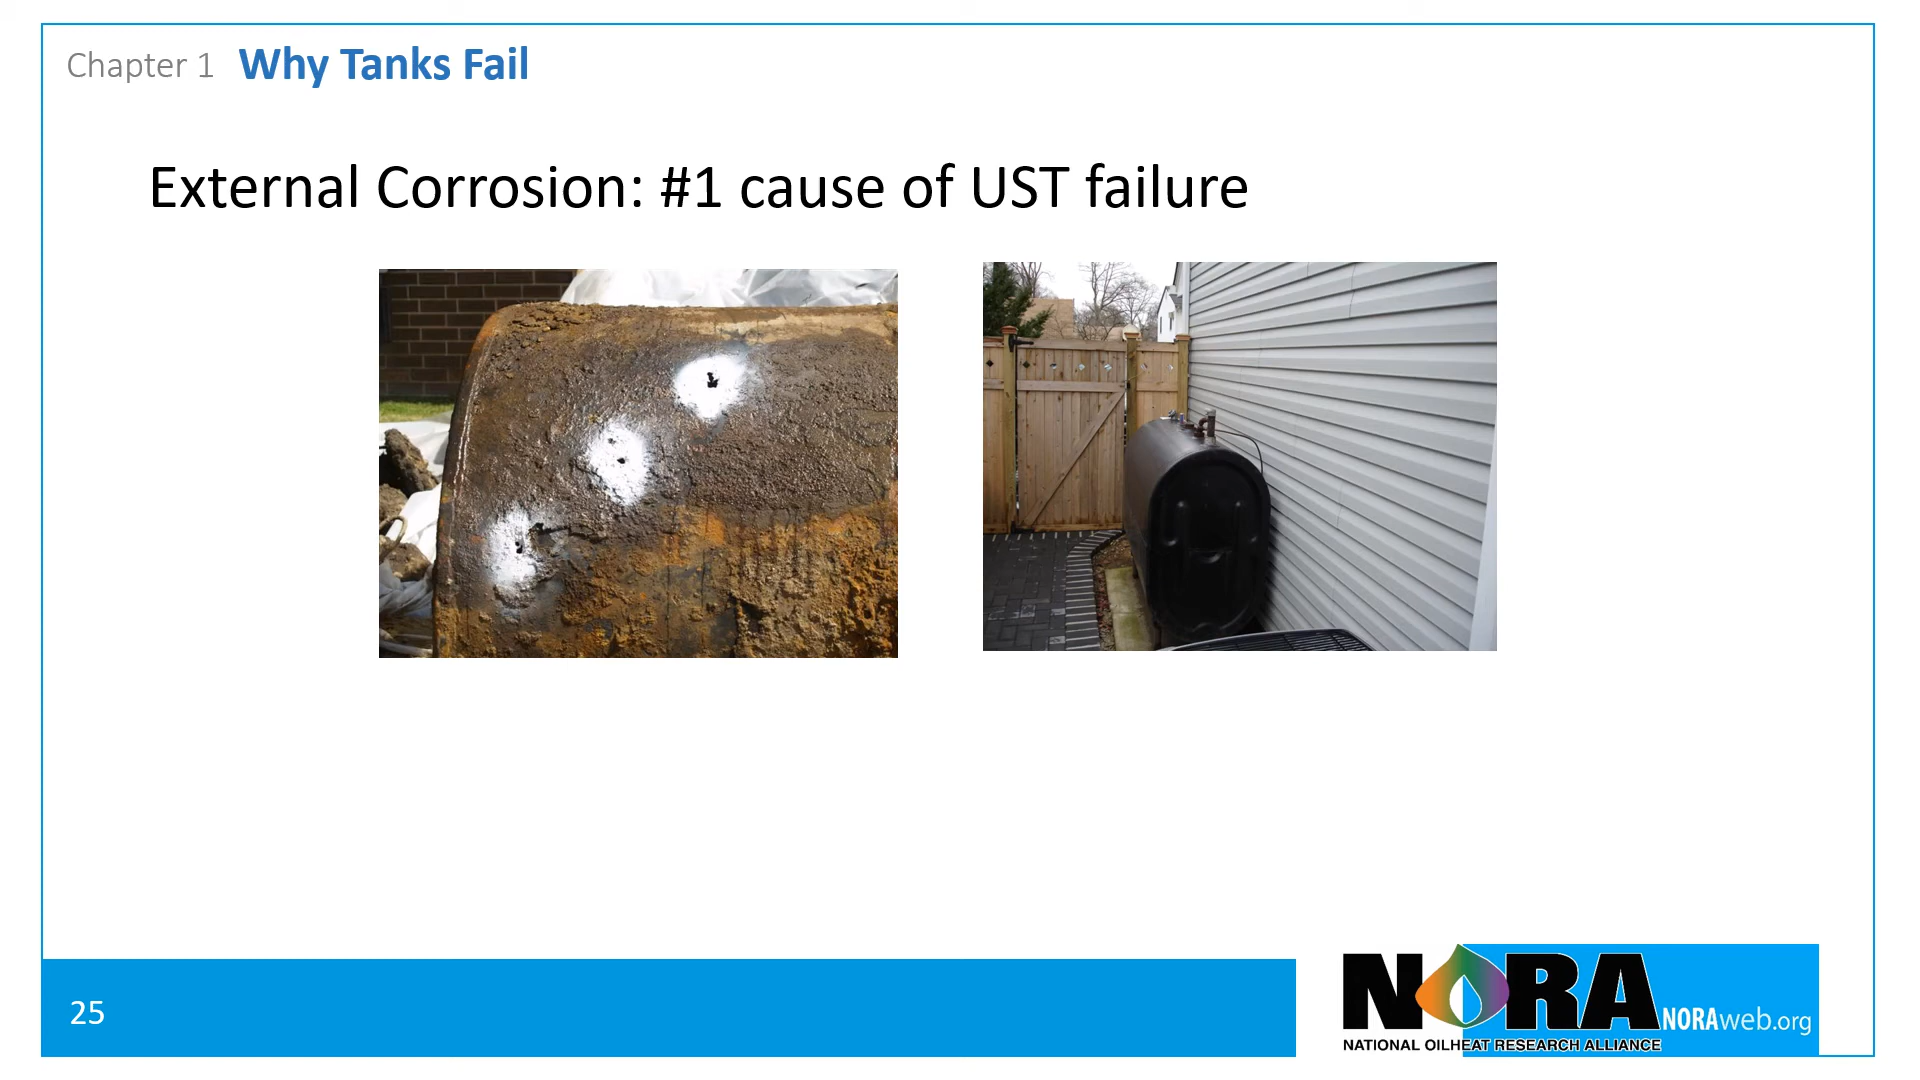 Chapter 1 Why Tanks Fail
External Corrosion: #1 cause of UST failure
25
NORA
NORAweb.org
NATIONAL OILHEAT RESEARCH ALLIANCE